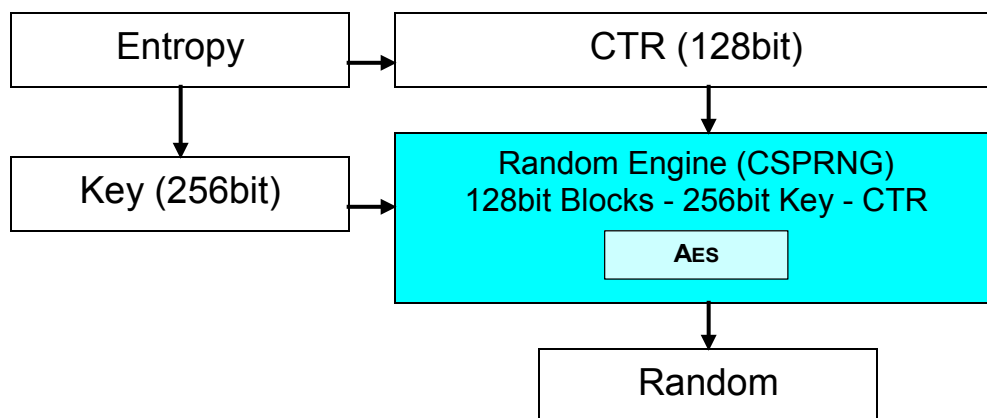 Entropy
CTR (128bit)
Key (256bit)
Random Engine (CSPRNG)
128bit Blocks - 256bit Key - CTR
AES
Random